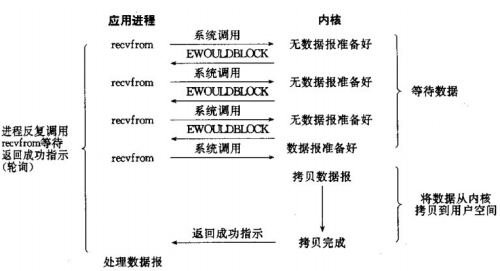 应用进程 内核
系统调用
recvfrom 无数据报准备好
EWOULDBLOCK
系统调用
recvfrom 无数据报准备好
EWOULDBLOCK
等待数据
系统调用
recvfrom 无数据报准备好
EWOULDBLOCK
进程反复调用
recvfrom等待
返回成功指示
(轮询)
系统调用
recvfrom 数据报准备好
拷贝数据报
将数据从内核
拷贝到用户空间
返回成功指示
拷贝完成
处理数据报